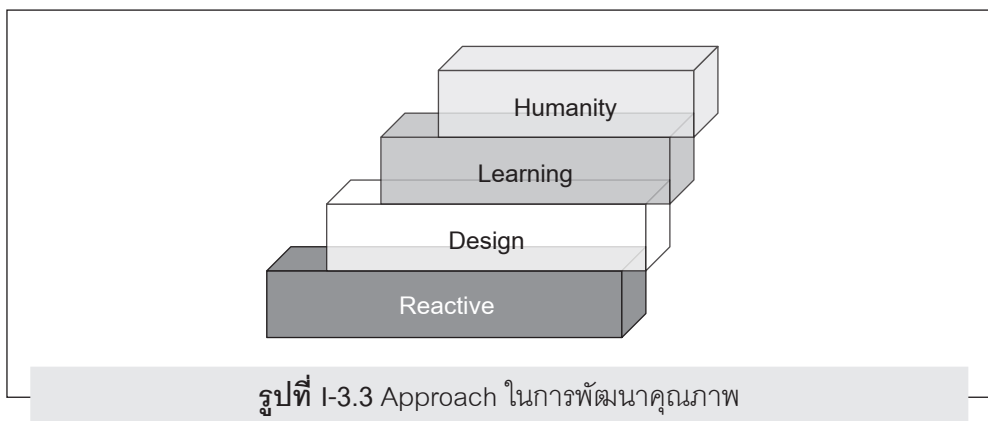 Humanity
Learning
Design
Reactive
รูปที่ I-3.3 Approach ในการพัฒนาคุณภาพ